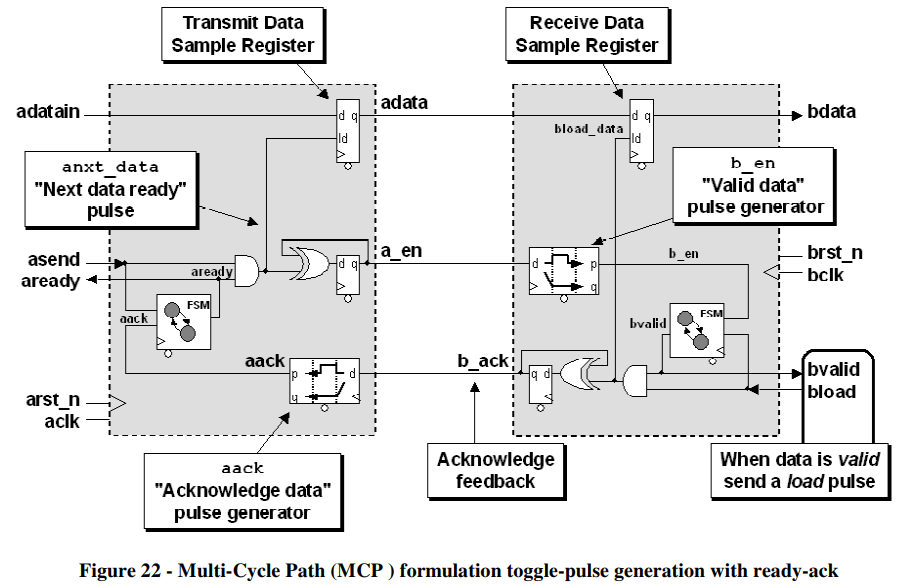 Transmit Data
Sample Register
Receive Data
Sample Register
adatain
d q
ld
adata
bload_data
d q
ld
bdata
anxt_data
"Next data ready"
pulse
b_en
"Valid data"
pulse generator
asend
aready
aready
d q
a_en
d p
q
b_en
brst_n
bclk
FSM
aack
FSM
bvalid
aack
p d
q
b_ack
q d
bvalid
bload
arst_n
aclk
aack
"Acknowledge data"
pulse generator
Acknowledge
feedback
When data is valid
send a load pulse
Figure 22 - Multi-Cycle Path (MCP ) formulation toggle-pulse generation with ready-ack